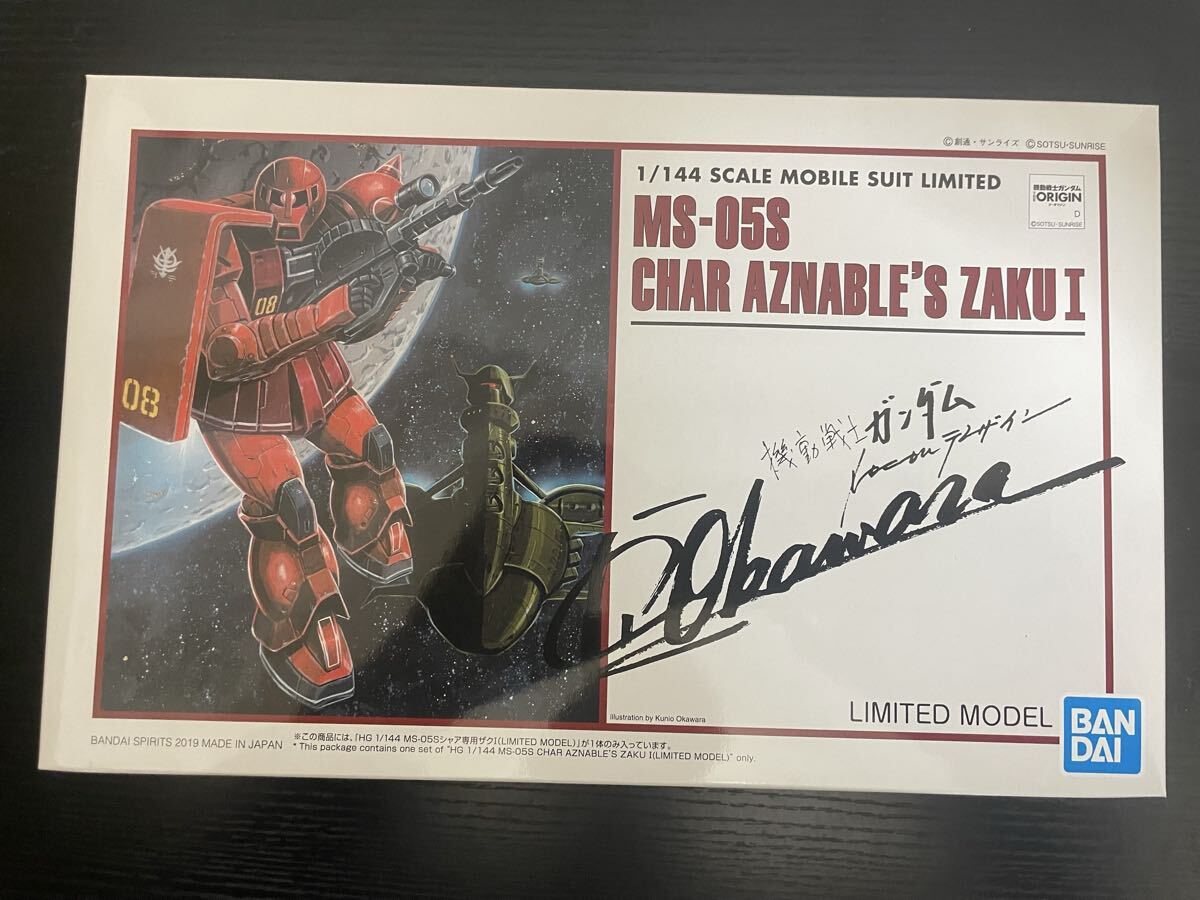 ©創通・サンライズ ©SOTSU・SUNRISE
1/144 SCALE MOBILE SUIT LIMITED
機動戦士ガンダム
THE ORIGIN
D
©SOTSU・SUNRISE
MS-05S
CHAR AZNABLE'S ZAKU I
08
08
機動戦士ガンダム
デザイン
K.Okawara
Illustration by Kunio Okawara
LIMITED MODEL
BAN
DAI
BANDAI SPIRITS 2019 MADE IN JAPAN
※この商品には、「HG 1/144 MS-05Sシャア専用ザクI(LIMITED MODEL)」が1体のみ入っています。
* This package contains one set of "HG 1/144 MS-05S CHAR AZNABLE'S ZAKU I(LIMITED MODEL)" only.